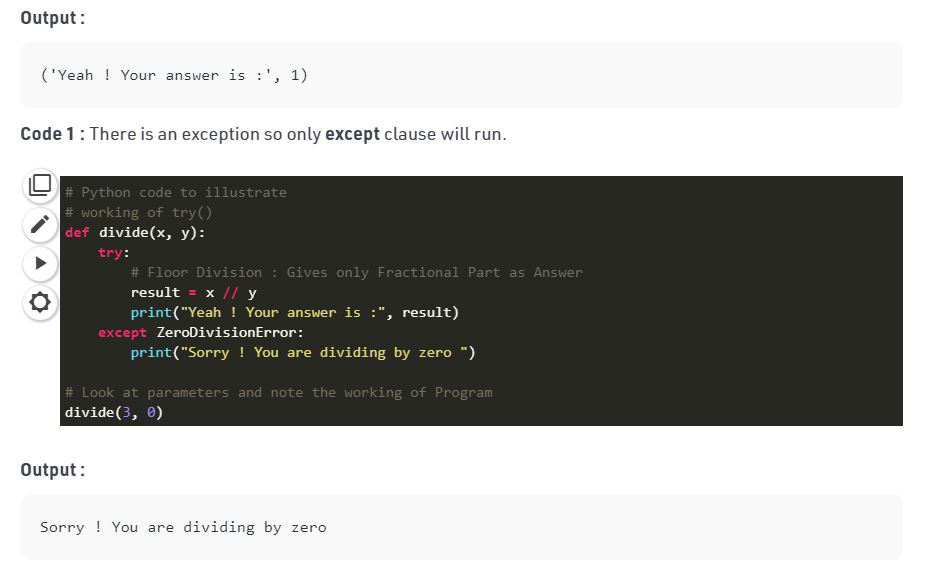 Output :
('Yeah ! Your answer is :', 1)
Code 1 : There is an exception so only except clause will run.
# Python code to illustrate
# working of try()
def divide(x, y):
    try:
        # Floor Division : Gives only Fractional Part as Answer
        result = x // y
        print("Yeah ! Your answer is :", result)
    except ZeroDivisionError:
        print("Sorry ! You are dividing by zero ")

# Look at parameters and note the working of Program
divide(3, 0)
Output :
Sorry ! You are dividing by zero